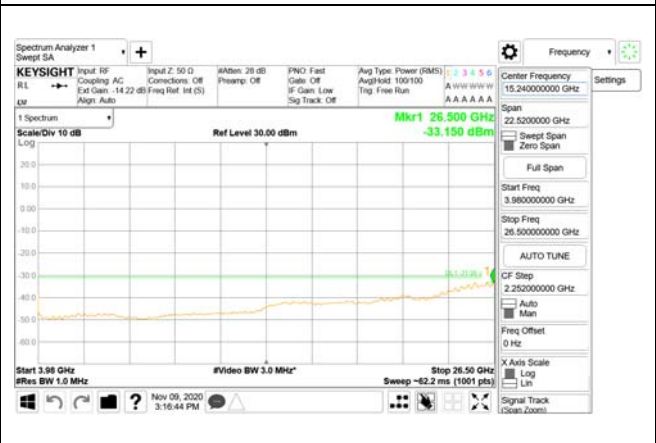 Spectrum Analyzer 1
Swept SA
Frequency
KEYSIGHT
R L
Input: RF
Coupling: AC
Ext Gain: -14.22 dB
Align: Auto
Input Z: 50 Ω
Corrections: Off
Freq Ref: Int (S)
#Atten: 28 dB
Preamp: Off
PNO: Fast
Gate: Off
IF Gain: Low
Sig Track: Off
Avg Type: Power (RMS)
Avg|Hold: 100/100
Trig: Free Run
1 2 3 4 5 6
A W W W W W
A A A A A A
1 Spectrum
Scale/Div 10 dB
Log
Ref Level 30.00 dBm
Mkr1 26.500 GHz
-33.150 dBm
20.0
10.0
0.00
-10.0
-20.0
-30.0
-40.0
-50.0
-60.0
1
Start 3.98 GHz
#Res BW 1.0 MHz
#Video BW 3.0 MHz*
Stop 26.50 GHz
Sweep ~62.2 ms (1001 pts)
Nov 09, 2020
3:16:44 PM
Center Frequency
15.240000000 GHz
Settings
Span
22.5200000 GHz
Swept Span
Zero Span
Full Span
Start Freq
3.980000000 GHz
Stop Freq
26.500000000 GHz
AUTO TUNE
CF Step
2.252000000 GHz
Auto
Man
Freq Offset
0 Hz
X Axis Scale
Log
Lin
Signal Track
(Span Zoom)